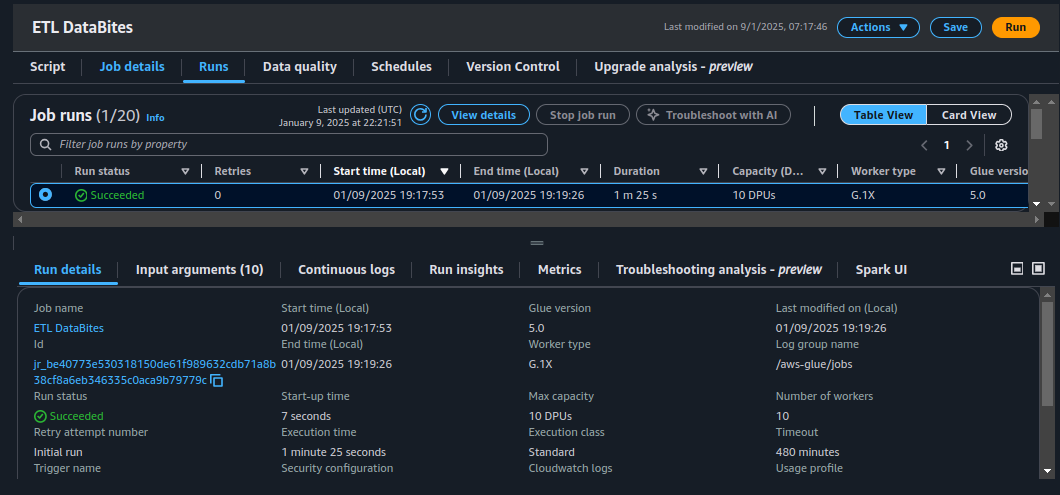 ETL DataBites
Last modified on 9/1/2025, 07:17:46
Actions
Save
Run
Script
Job details
Runs
Data quality
Schedules
Version Control
Upgrade analysis - preview
Job runs (1/20) Info
Last updated (UTC)
January 9, 2025 at 22:21:51
View details
Stop job run
Troubleshoot with AI
Table View
Card View
Filter job runs by property
1
Run status
Retries
Start time (Local)
End time (Local)
Duration
Capacity (D...
Worker type
Glue versio
Succeeded
0
01/09/2025 19:17:53
01/09/2025 19:19:26
1 m 25 s
10 DPUs
G.1X
5.0
Run details
Input arguments (10)
Continuous logs
Run insights
Metrics
Troubleshooting analysis - preview
Spark UI
Job name
Start time (Local)
Glue version
Last modified on (Local)
ETL DataBites
01/09/2025 19:17:53
5.0
01/09/2025 19:19:26
Id
End time (Local)
Worker type
Log group name
jr_be40773e530318150de61f989632cdb71a8b
38cf8a6eb346335c0aca9b79779c
01/09/2025 19:19:26
G.1X
/aws-glue/jobs
Run status
Start-up time
Max capacity
Number of workers
Succeeded
7 seconds
10 DPUs
10
Retry attempt number
Execution time
Execution class
Timeout
Initial run
1 minute 25 seconds
Standard
480 minutes
Trigger name
Security configuration
Cloudwatch logs
Usage profile